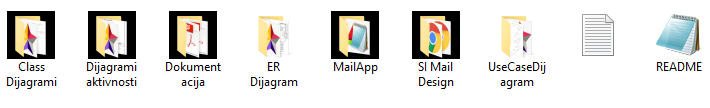 Class
Dijagrami
Dijagrami
aktivnosti
Dokument
acija
ER
Dijagram
MailApp
SI Mail
Design
UseCaseDij
agram
README